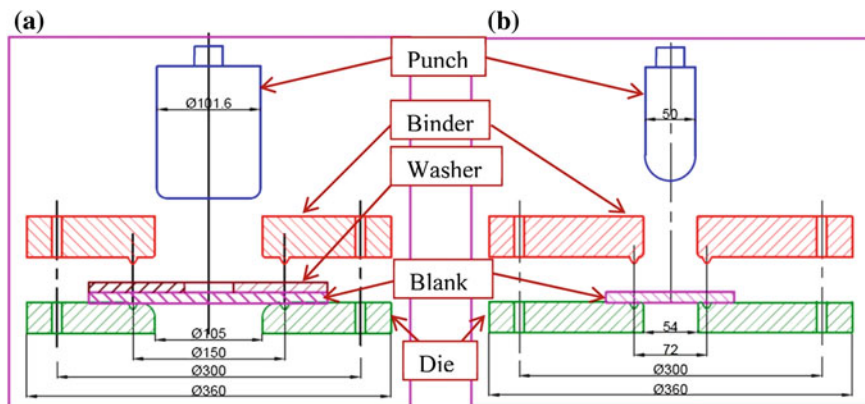 (a)
(b)
Punch
Ø101.6
50
Binder
Washer
Blank
Ø105
54
Ø150
72
Die
Ø300
Ø300
Ø360
Ø360